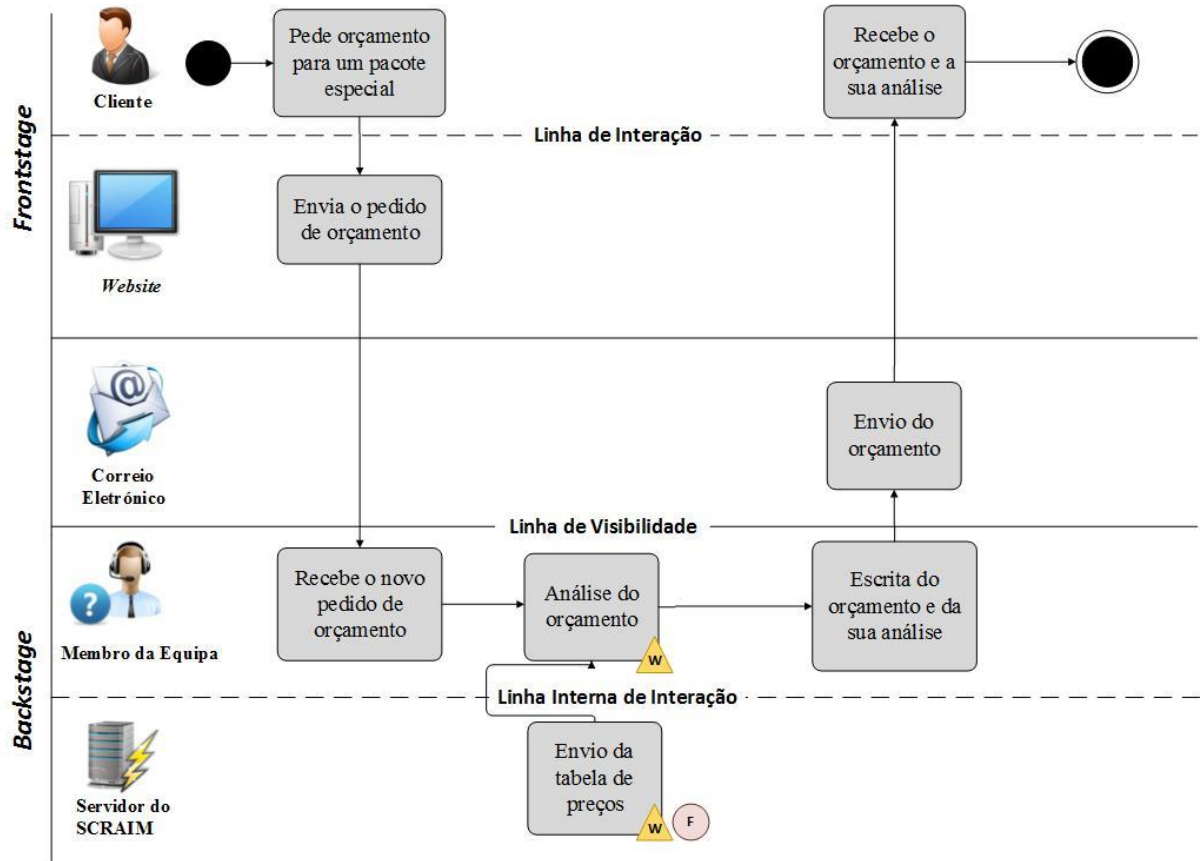 Frontstage
Cliente
Pede orçamento
para um pacote
especial
Recebe o
orçamento e a
sua análise
Linha de Interação
Website
Envia o pedido
de orçamento
Correio
Eletrónico
Envio do
orçamento
Linha de Visibilidade
Backstage
Membro da Equipa
Recebe o novo
pedido de
orçamento
Análise do
orçamento
W
Escrita do
orçamento e da
sua análise
Linha Interna de Interação
Servidor do
SCRAIM
Envio da
tabela de
preços
W
F